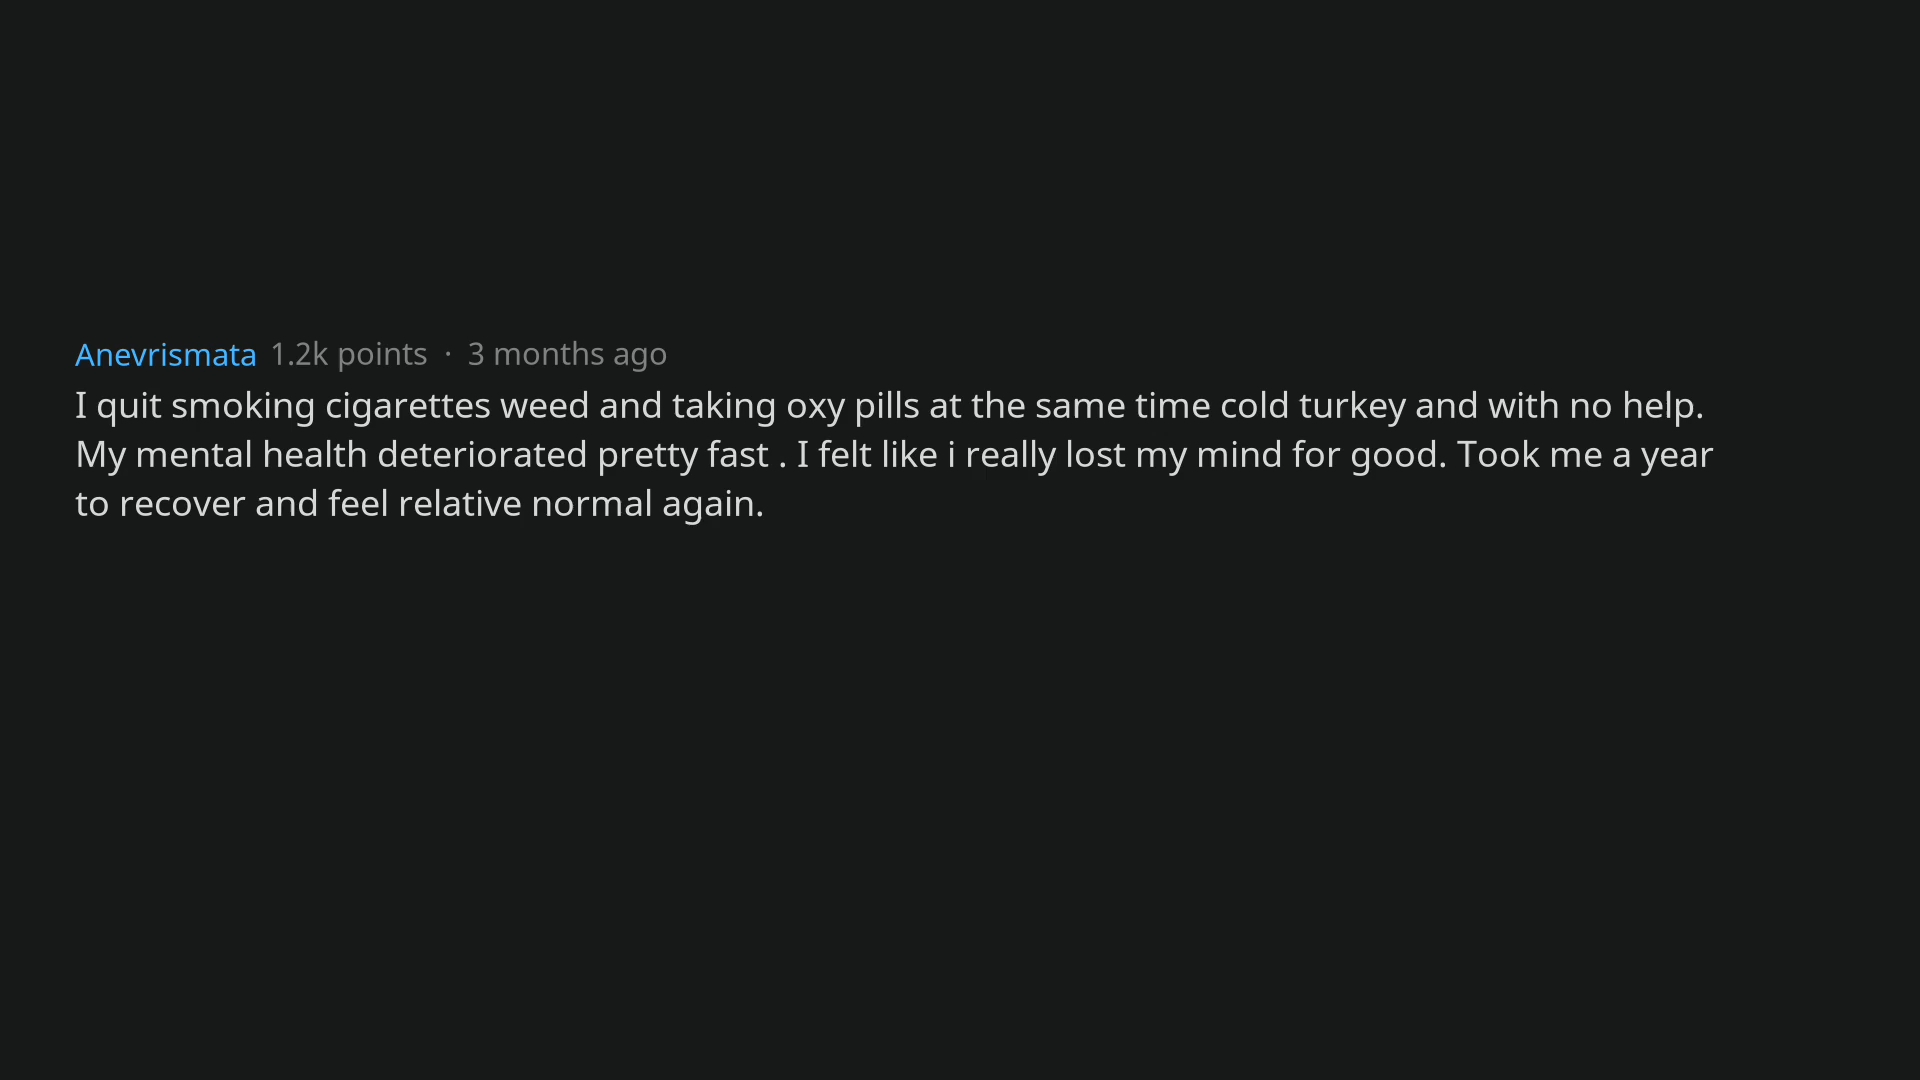 Anevrismata 1.2k points · 3 months ago
I quit smoking cigarettes weed and taking oxy pills at the same time cold turkey and with no help.
My mental health deteriorated pretty fast . I felt like i really lost my mind for good. Took me a year
to recover and feel relative normal again.